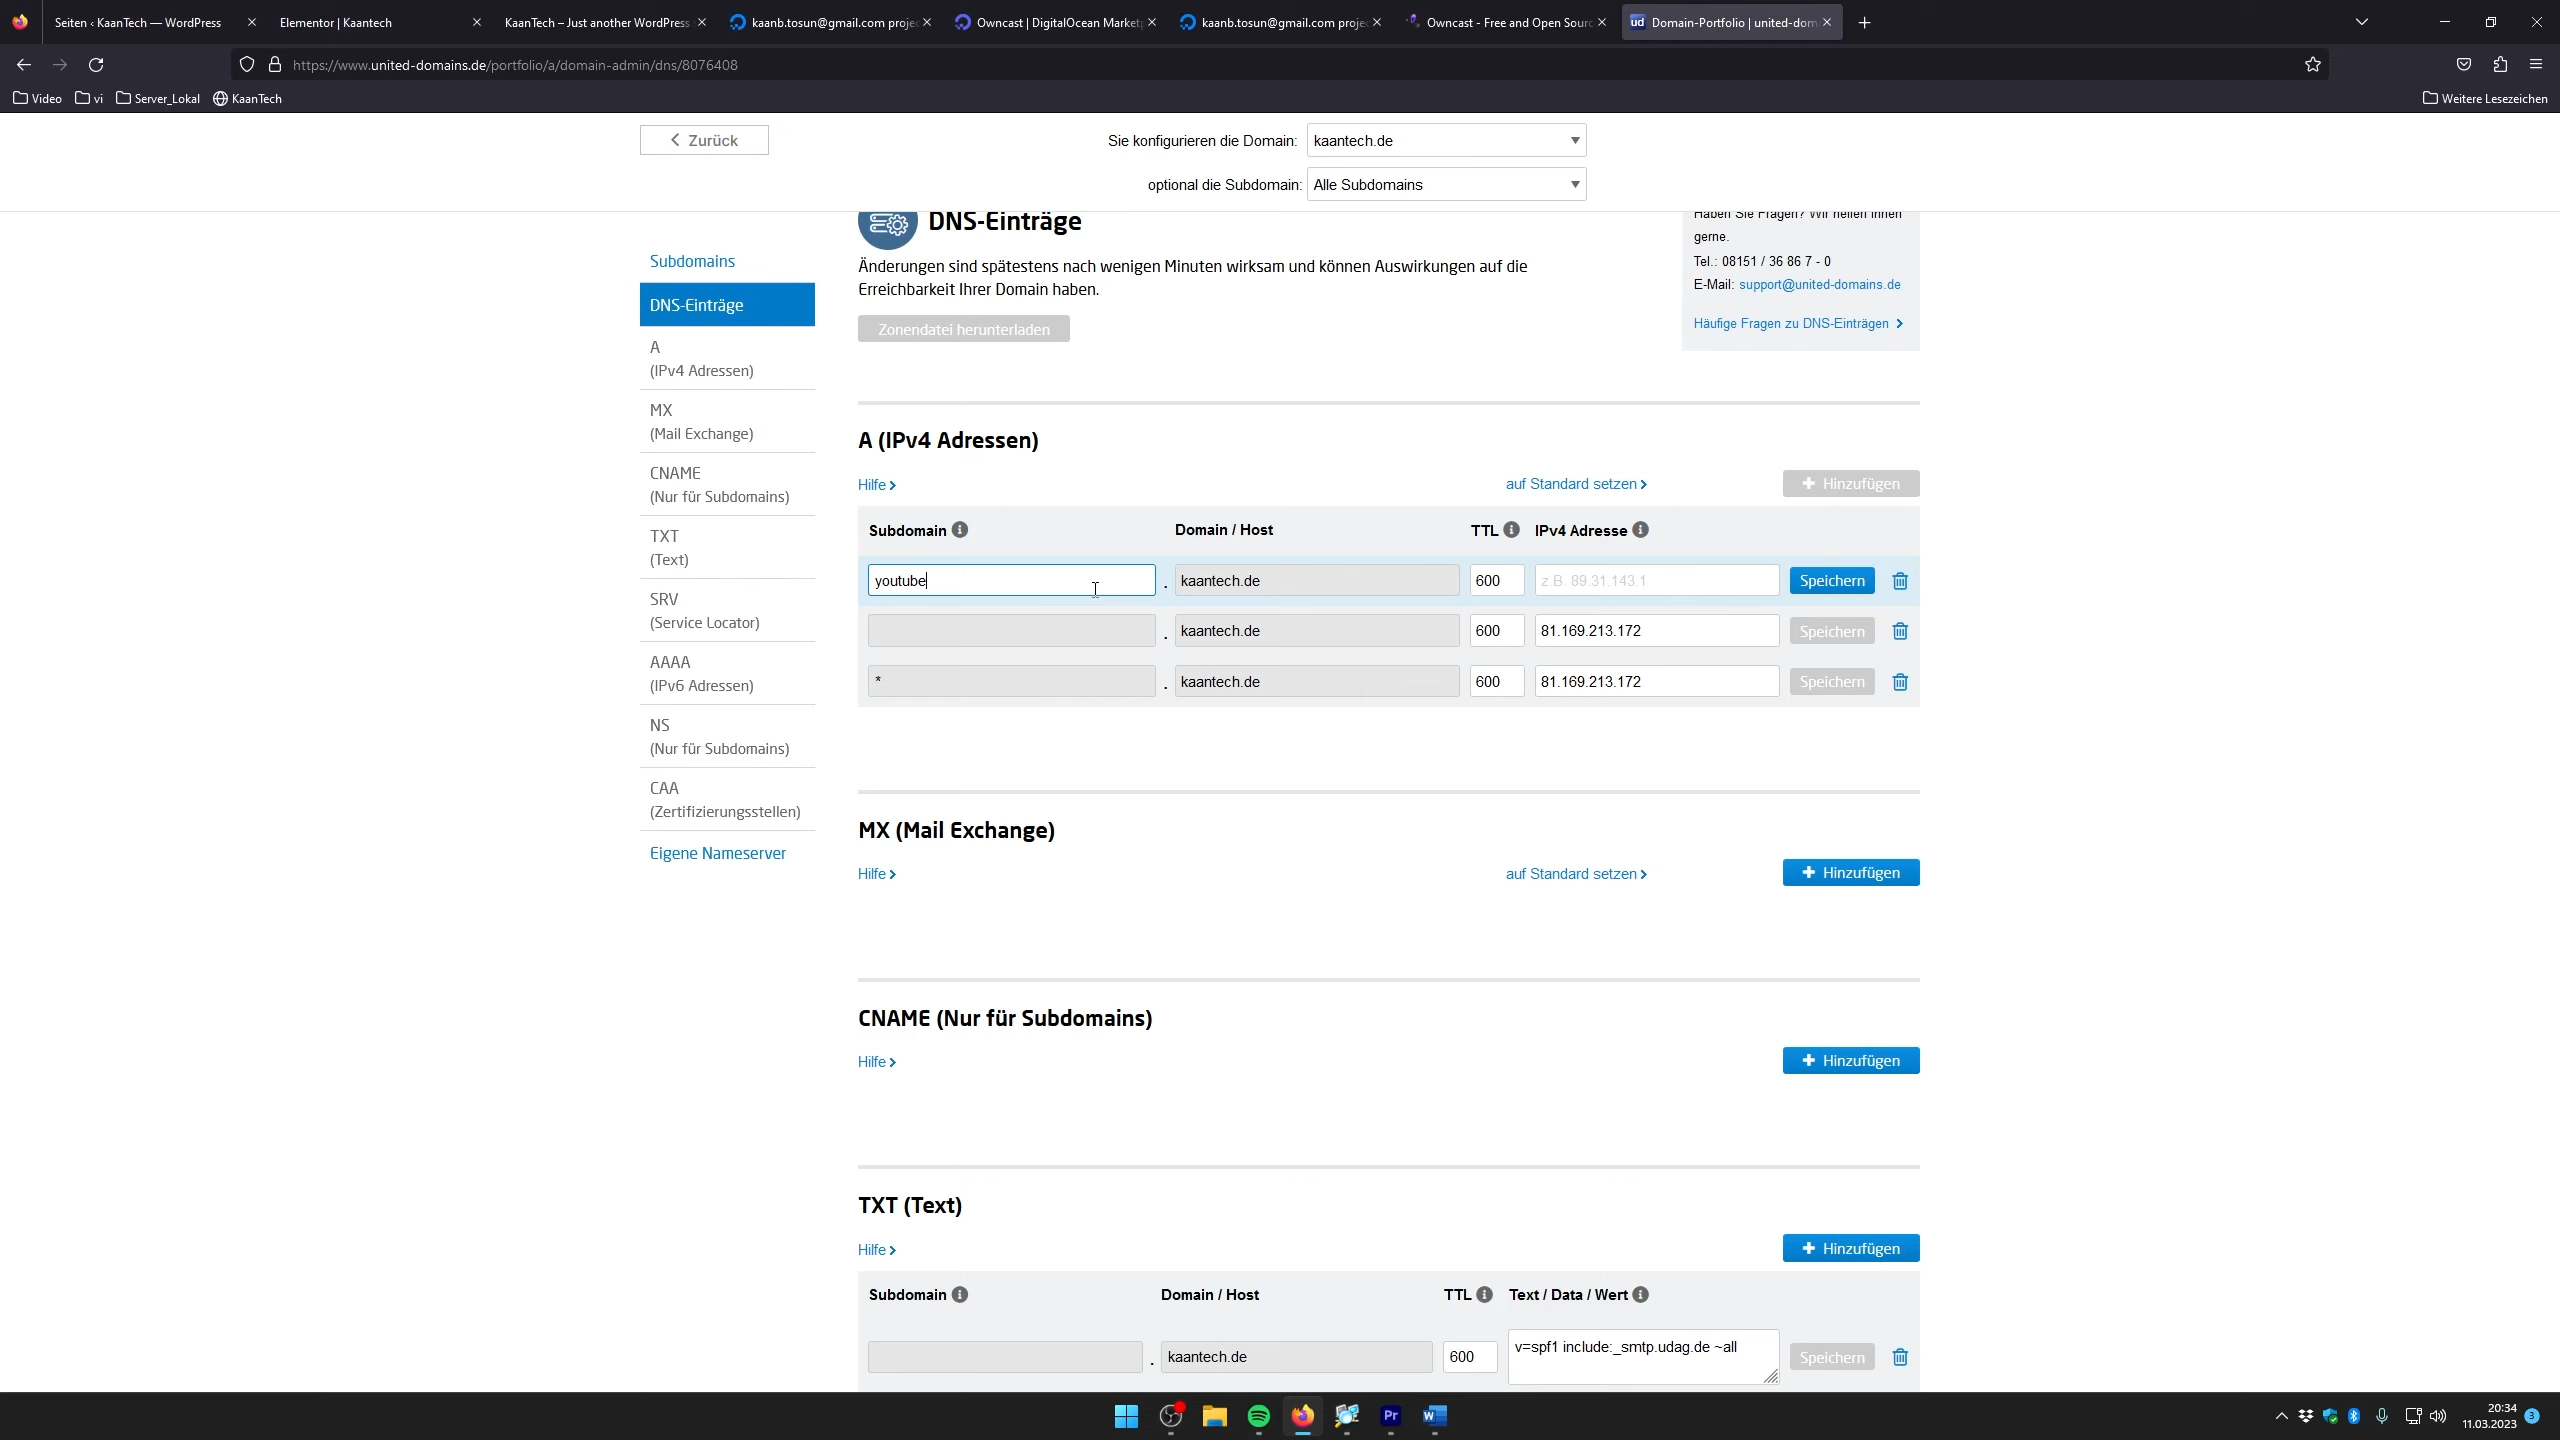 Seiten ‹ KaanTech — WordPress
Elementor | Kaantech
KaanTech – Just another WordPress
kaanb.tosun@gmail.com projec
Owncast | DigitalOcean Market
kaanb.tosun@gmail.com projec
Owncast - Free and Open Sourc
ud Domain-Portfolio | united-dom
https://www.united-domains.de/portfolio/a/domain-admin/dns/8076408
Video
vi
Server_Lokal
KaanTech
Weitere Lesezeichen
Zurück
Sie konfigurieren die Domain: kaantech.de
optional die Subdomain: Alle Subdomains
DNS-Einträge
Änderungen sind spätestens nach wenigen Minuten wirksam und können Auswirkungen auf die
Erreichbarkeit Ihrer Domain haben.
Zonendatei herunterladen
Haben Sie Fragen? Wir helfen Ihnen
gerne.
Tel.: 08151 / 36 86 7 - 0
E-Mail: support@united-domains.de
Häufige Fragen zu DNS-Einträgen
Subdomains
DNS-Einträge
A
(IPv4 Adressen)
MX
(Mail Exchange)
CNAME
(Nur für Subdomains)
TXT
(Text)
SRV
(Service Locator)
AAAA
(IPv6 Adressen)
NS
(Nur für Subdomains)
CAA
(Zertifizierungsstellen)
Eigene Nameserver
A (IPv4 Adressen)
Hilfe
auf Standard setzen
+ Hinzufügen
Subdomain Domain / Host TTL IPv4 Adresse
youtube . kaantech.de 600 z.B. 89.31.143.1 Speichern
. kaantech.de 600 81.169.213.172 Speichern
* . kaantech.de 600 81.169.213.172 Speichern
MX (Mail Exchange)
Hilfe
auf Standard setzen
+ Hinzufügen
CNAME (Nur für Subdomains)
Hilfe
+ Hinzufügen
TXT (Text)
Hilfe
+ Hinzufügen
Subdomain Domain / Host TTL Text / Data / Wert
. kaantech.de 600 v=spf1 include:_smtp.udag.de ~all Speichern
Pr
W
20:34
11.03.2023
3